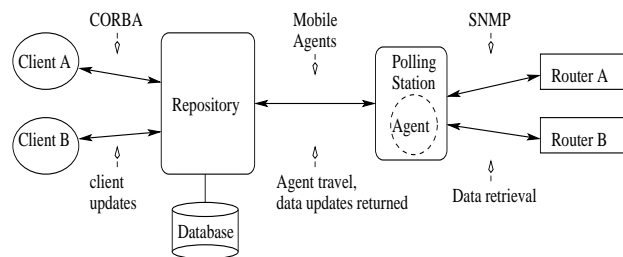 CORBA
Mobile
Agents
SNMP
Client A
Client B
Repository
Polling
Station
Agent
Router A
Router B
client
updates
Agent travel,
data updates returned
Data retrieval
Database